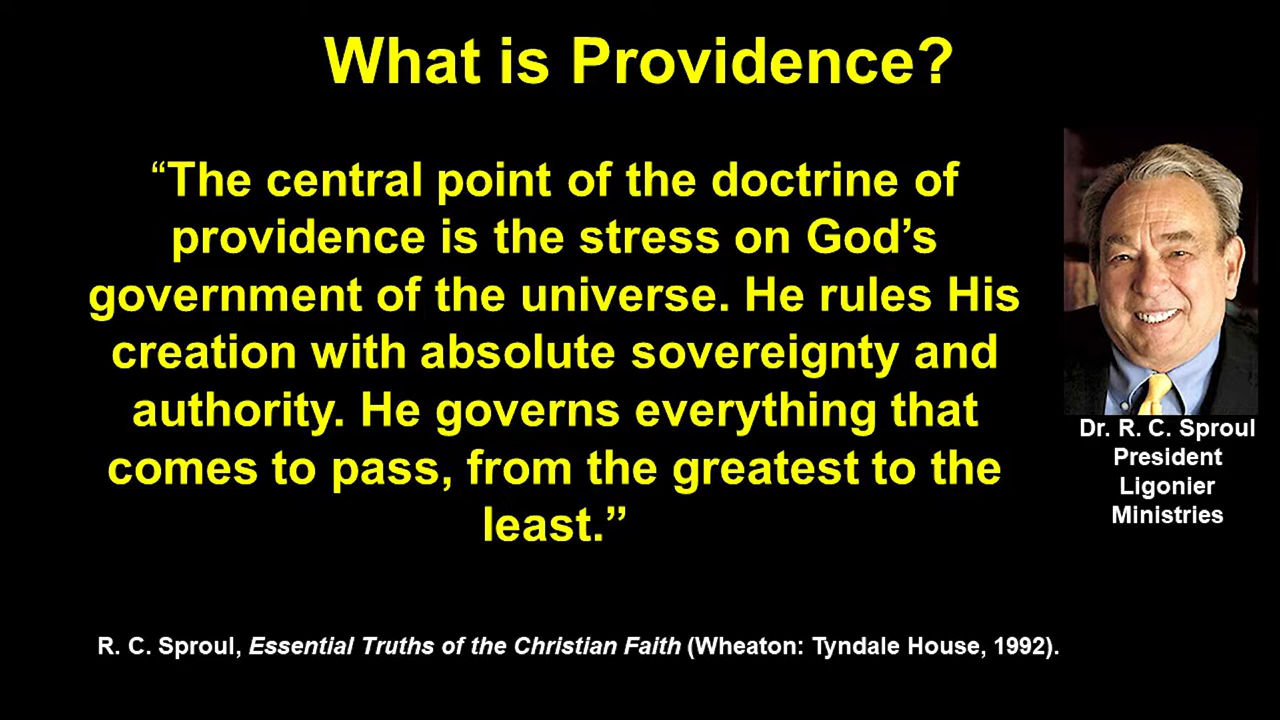 What is Providence?
“The central point of the doctrine of
providence is the stress on God’s
government of the universe. He rules His
creation with absolute sovereignty and
authority. He governs everything that
comes to pass, from the greatest to the
least.”
Dr. R. C. Sproul
President
Ligonier
Ministries
R. C. Sproul, Essential Truths of the Christian Faith (Wheaton: Tyndale House, 1992).